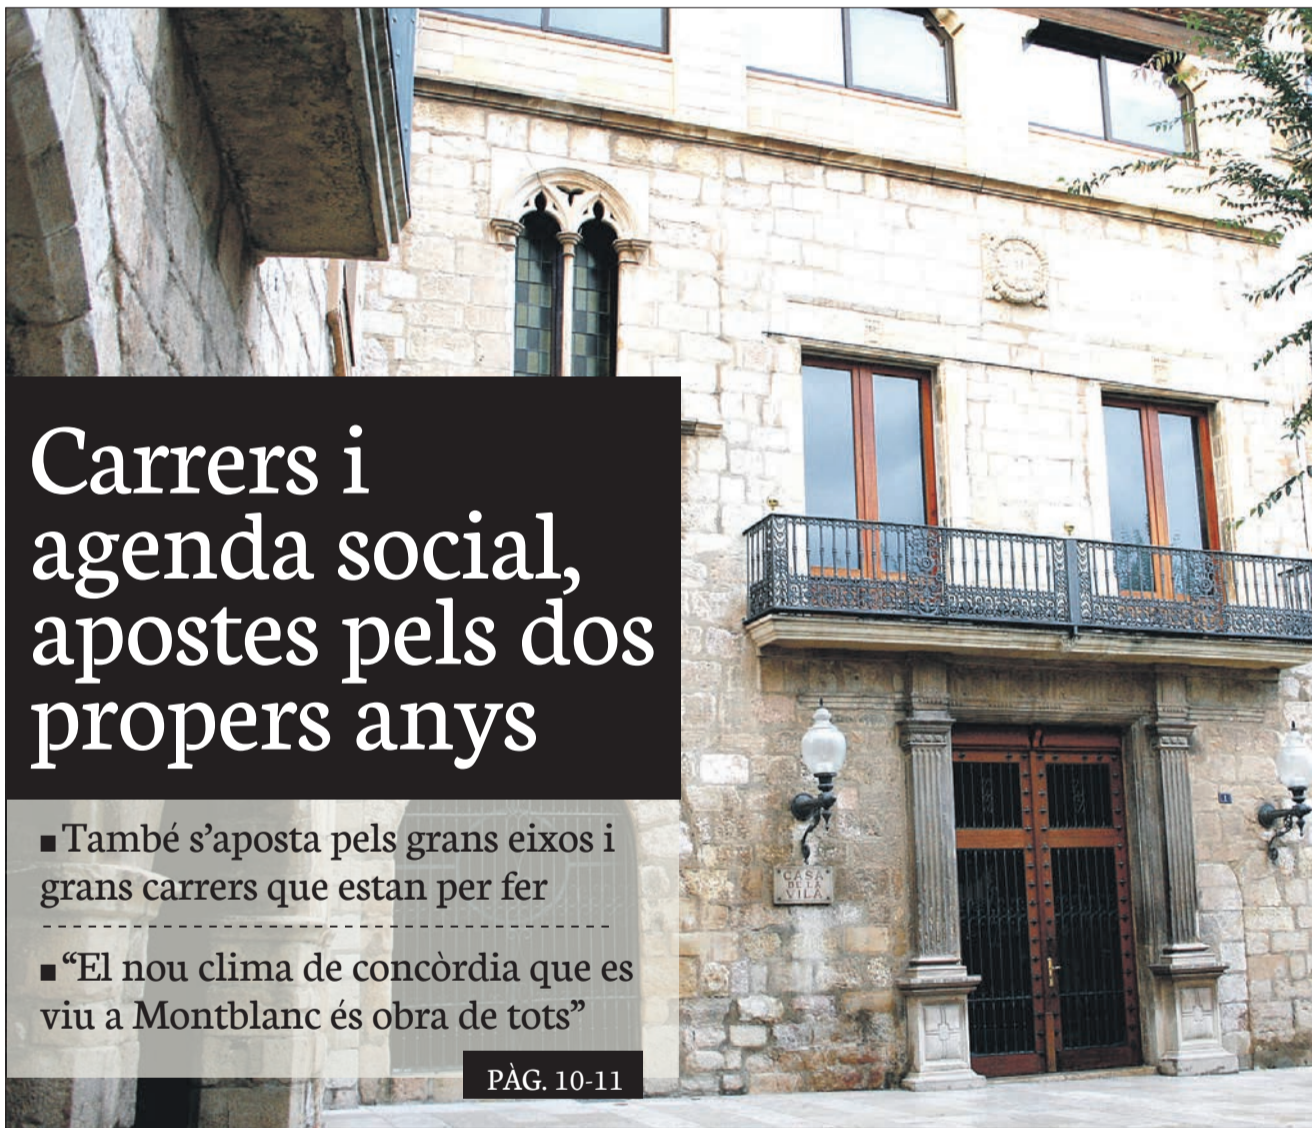 Carrers i
agenda social,
apostes pels dos
propers anys
■ També s’aposta pels grans eixos i
grans carrers que estan per fer
■ “El nou clima de concòrdia que es
viu a Montblanc és obra de tots”
PÀG. 10-11
CASA
DE LA
VILA
1